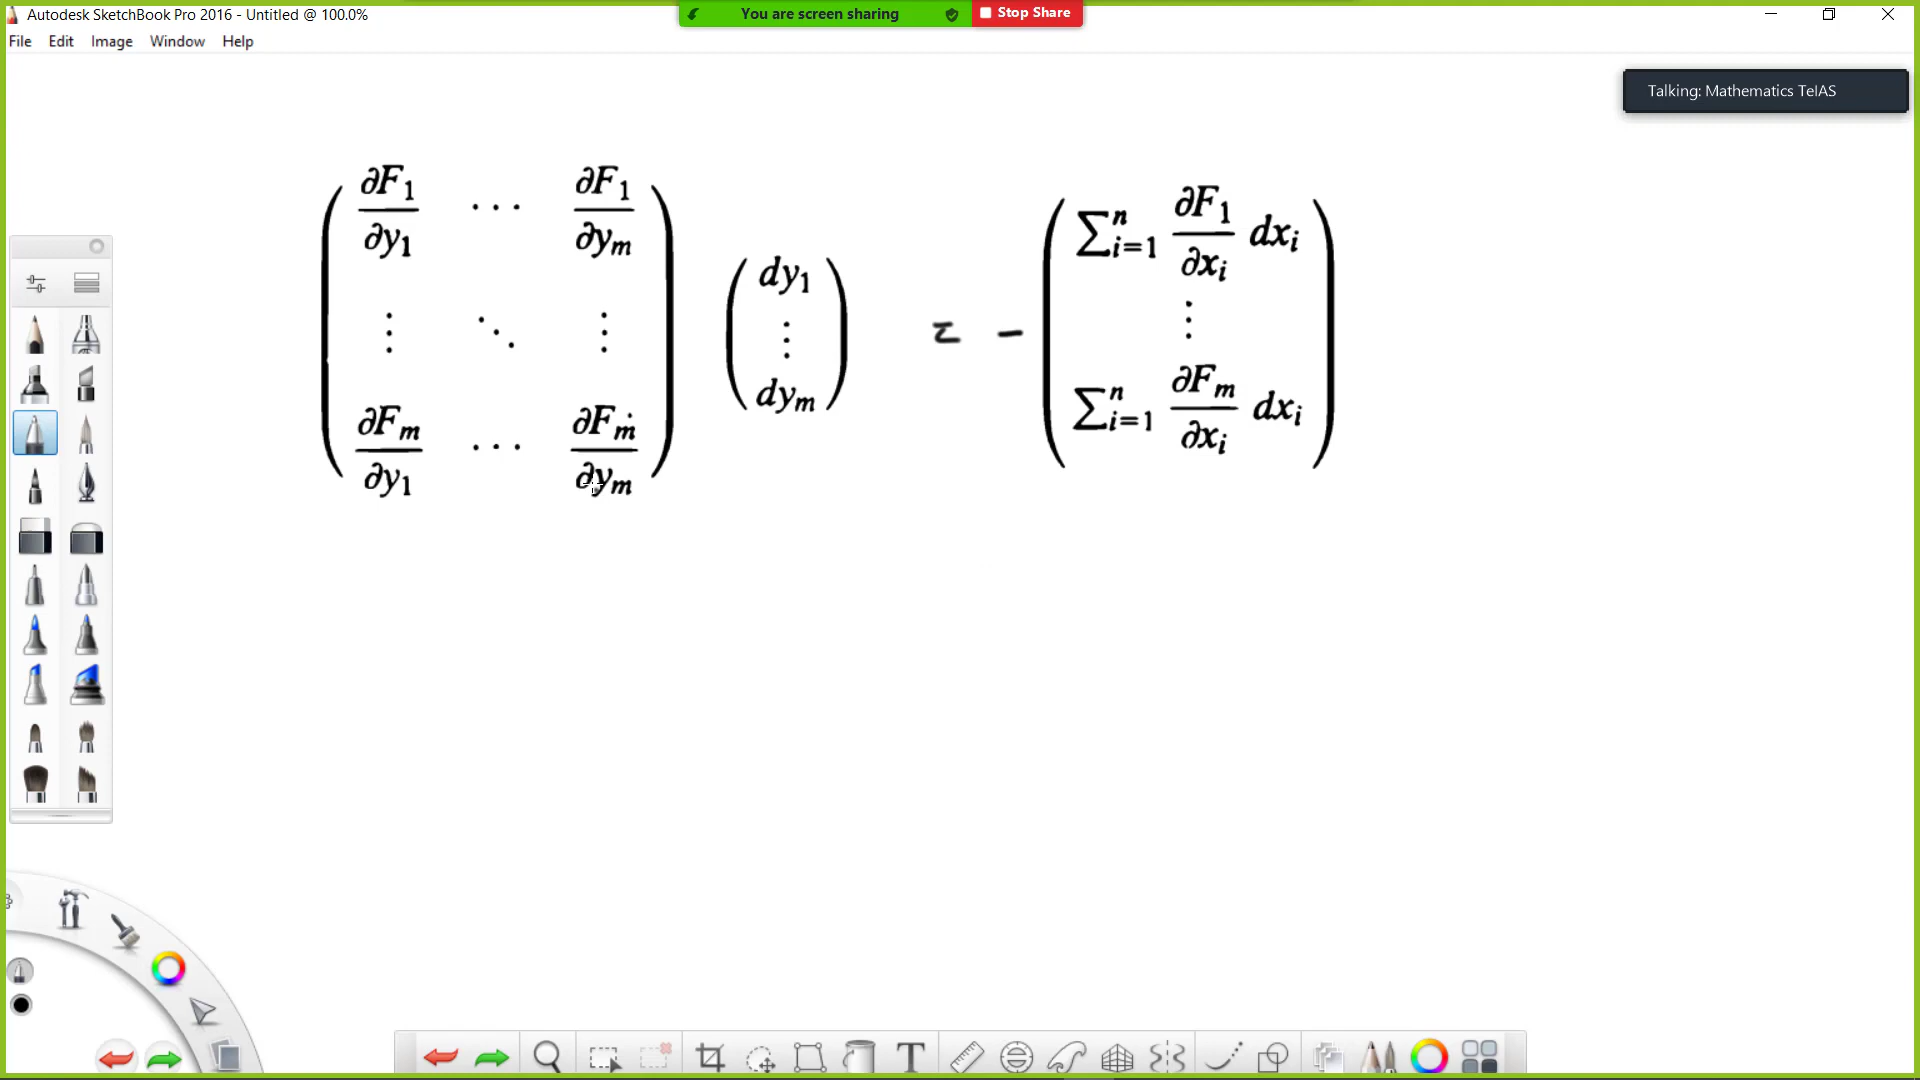 Autodesk SketchBook Pro 2016 - Untitled @ 100.0%
You are screen sharing
Stop Share
File Edit Image Window Help
Talking: Mathematics TeIAS
( ∂F₁/∂y₁ ⋯ ∂F₁/∂yₘ ) ( dy₁ ) = - ( ∑ⁿᵢ₌₁ ∂F₁/∂xᵢ dxᵢ )
⋮ ⋱ ⋮ ⋮ ⋮
( ∂Fₘ/∂y₁ ⋯ ∂Fₘ/∂yₘ ) ( dyₘ ) ( ∑ⁿᵢ₌₁ ∂Fₘ/∂xᵢ dxᵢ )
T